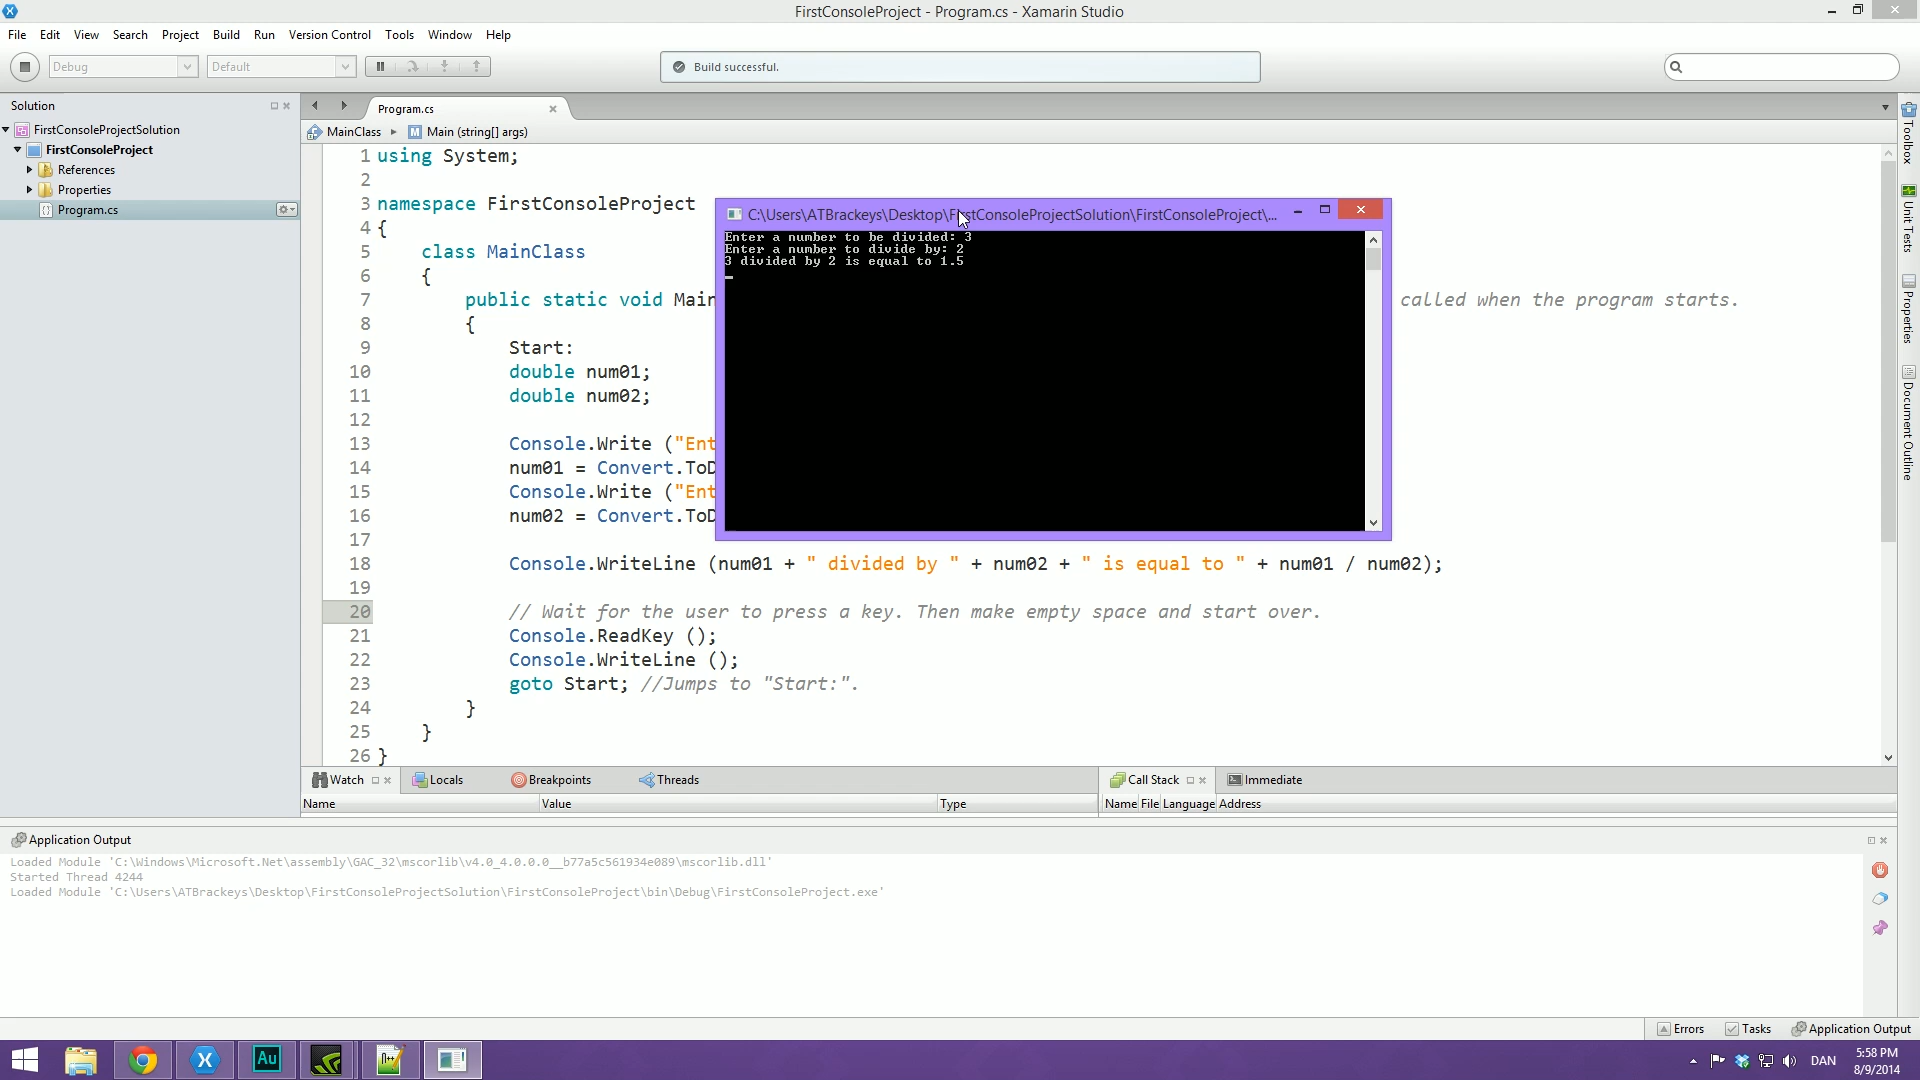 FirstConsoleProject - Program.cs - Xamarin Studio
File Edit View Search Project Build Run Version Control Tools Window Help
Debug Default Build successful.
Solution
Program.cs
FirstConsoleProjectSolution
FirstConsoleProject
References
Properties
Program.cs
MainClass Main (string[] args)
1 using System;
2
3 namespace FirstConsoleProject
4 {
5 class MainClass
6 {
7 public static void Main called when the program starts.
8 {
9 Start:
10 double num01;
11 double num02;
12
13 Console.Write ("Ent
14 num01 = Convert.ToD
15 Console.Write ("Ent
16 num02 = Convert.ToD
17
18 Console.WriteLine (num01 + " divided by " + num02 + " is equal to " + num01 / num02);
19
20 // Wait for the user to press a key. Then make empty space and start over.
21 Console.ReadKey ();
22 Console.WriteLine ();
23 goto Start; //Jumps to "Start:".
24 }
25 }
26 }
C:\Users\ATBrackeys\Desktop\FirstConsoleProjectSolution\FirstConsoleProject\...
Enter a number to be divided: 3
Enter a number to divide by: 2
3 divided by 2 is equal to 1.5
Toolbox
Unit Tests
Properties
Document Outline
Watch Locals Breakpoints Threads
Name Value Type
Call Stack Immediate
Name File Language Address
Application Output
Loaded Module 'C:\Windows\Microsoft.Net\assembly\GAC_32\mscorlib\v4.0_4.0.0.0__b77a5c561934e089\mscorlib.dll'
Started Thread 4244
Loaded Module 'C:\Users\ATBrackeys\Desktop\FirstConsoleProjectSolution\FirstConsoleProject\bin\Debug\FirstConsoleProject.exe'
Errors Tasks Application Output
Au
n++
DAN
5:58 PM
8/9/2014